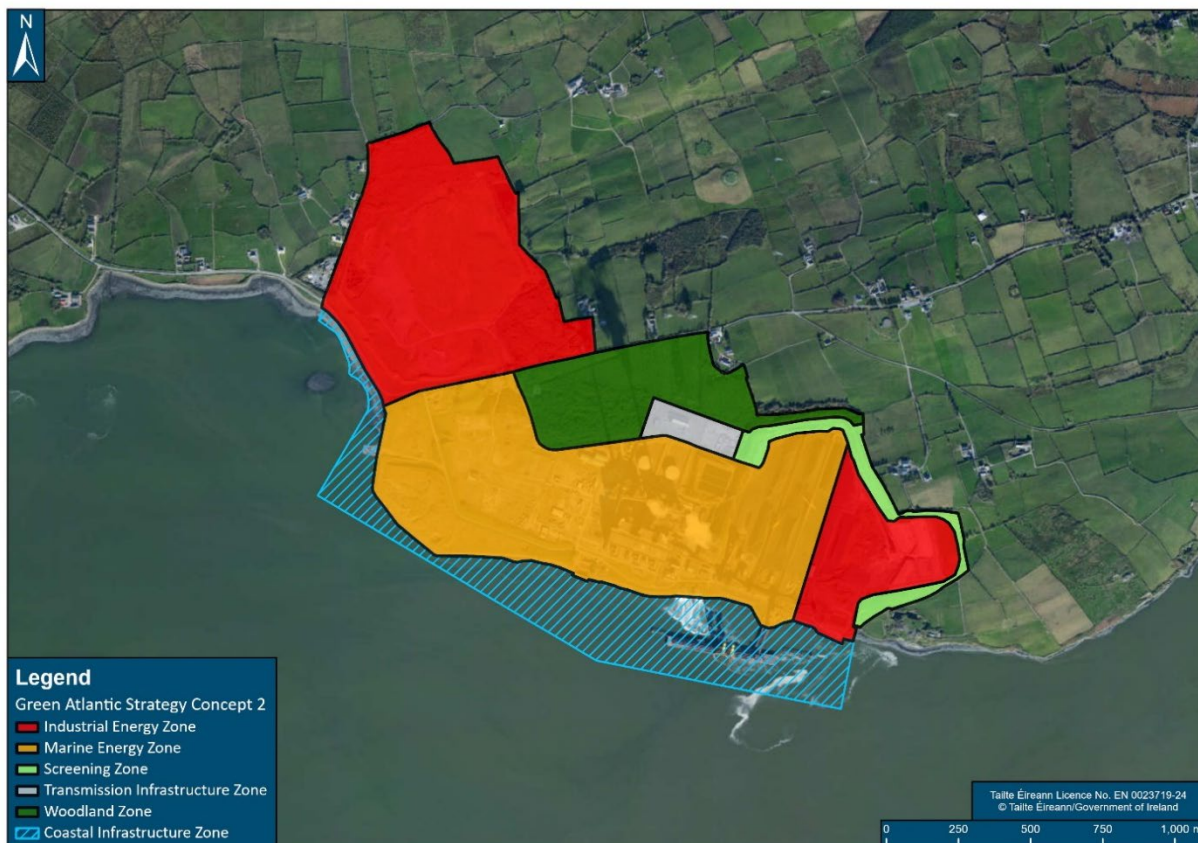 N
Legend
Green Atlantic Strategy Concept 2
Industrial Energy Zone
Marine Energy Zone
Screening Zone
Transmission Infrastructure Zone
Woodland Zone
Coastal Infrastructure Zone
Tailte Éireann Licence No. EN 0023719-24
© Tailte Éireann/Government of Ireland
0 250 500 750 1,000 m